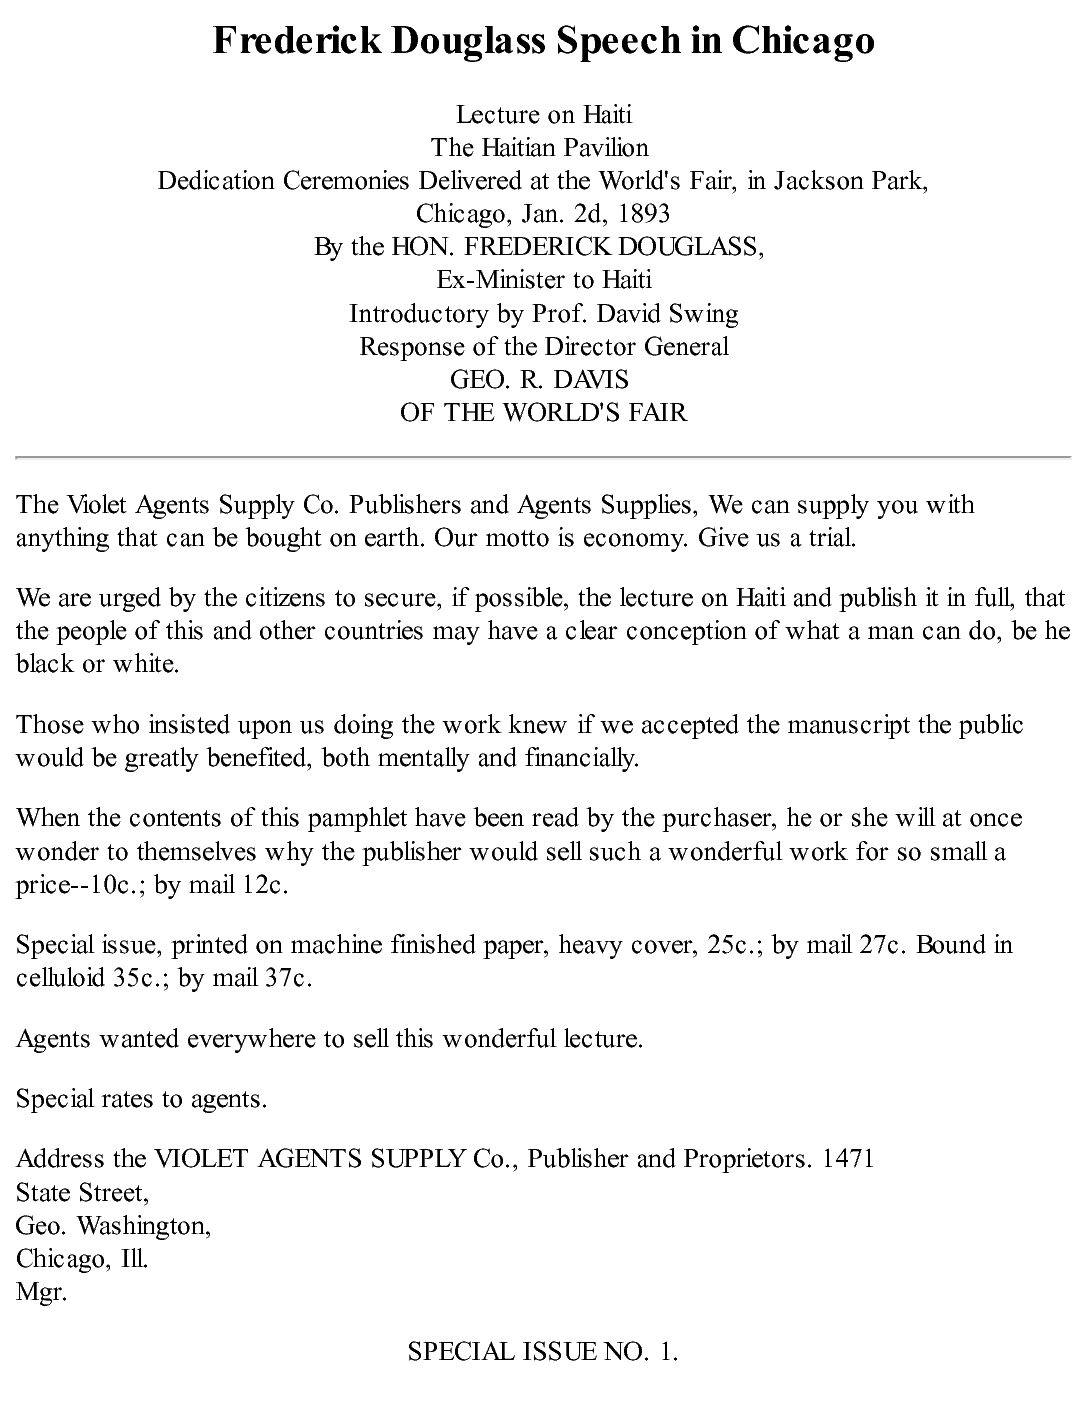 Frederick Douglass Speech in Chicago
Lecture on Haiti
The Haitian Pavilion
Dedication Ceremonies Delivered at the World's Fair, in Jackson Park,
Chicago, Jan. 2d, 1893
By the HON. FREDERICK DOUGLASS,
Ex-Minister to Haiti
Introductory by Prof. David Swing
Response of the Director General
GEO. R. DAVIS
OF THE WORLD'S FAIR
The Violet Agents Supply Co. Publishers and Agents Supplies, We can supply you with
anything that can be bought on earth. Our motto is economy. Give us a trial.
We are urged by the citizens to secure, if possible, the lecture on Haiti and publish it in full, that
the people of this and other countries may have a clear conception of what a man can do, be he
black or white.
Those who insisted upon us doing the work knew if we accepted the manuscript the public
would be greatly benefited, both mentally and financially.
When the contents of this pamphlet have been read by the purchaser, he or she will at once
wonder to themselves why the publisher would sell such a wonderful work for so small a
price--10c.; by mail 12c.
Special issue, printed on machine finished paper, heavy cover, 25c.; by mail 27c. Bound in
celluloid 35c.; by mail 37c.
Agents wanted everywhere to sell this wonderful lecture.
Special rates to agents.
Address the VIOLET AGENTS SUPPLY Co., Publisher and Proprietors. 1471
State Street,
Geo. Washington,
Chicago, Ill.
Mgr.
SPECIAL ISSUE NO. 1.